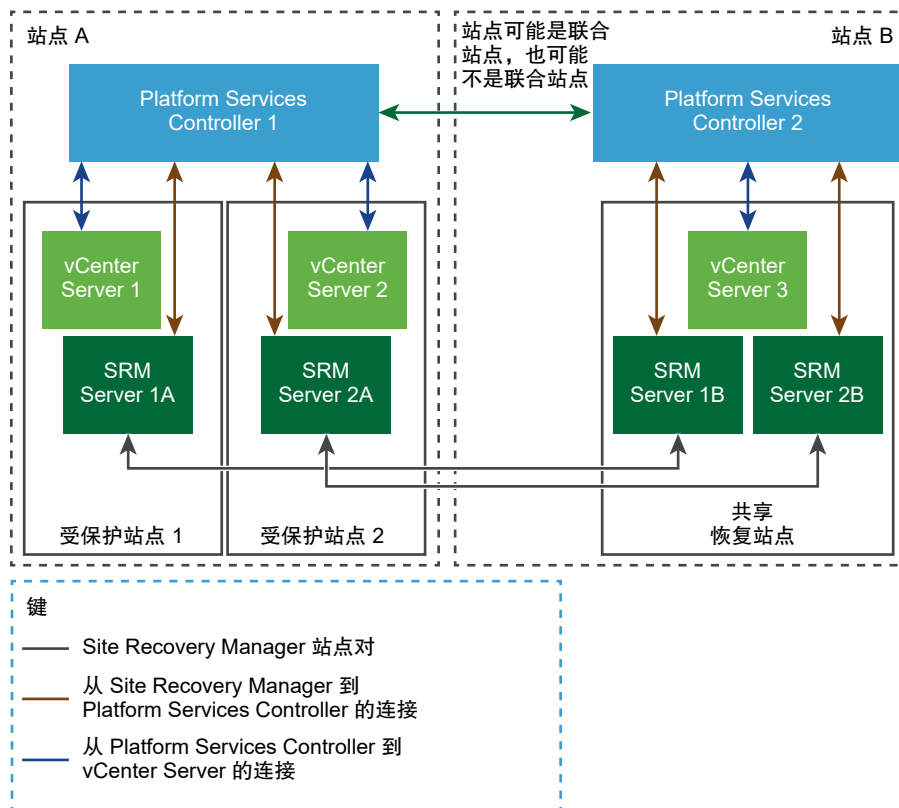 站点 A
站点可能是联合
站点，也可能
不是联合站点
站点 B
Platform Services
Controller 1
Platform Services
Controller 2
vCenter
Server 1
vCenter
Server 2
vCenter
Server 3
SRM
Server 1A
SRM
Server 2A
SRM
Server 1B
SRM
Server 2B
受保护站点 1
受保护站点 2
共享
恢复站点
键
Site Recovery Manager 站点对
从 Site Recovery Manager 到
Platform Services Controller 的连接
从 Platform Services Controller 到
vCenter Server 的连接